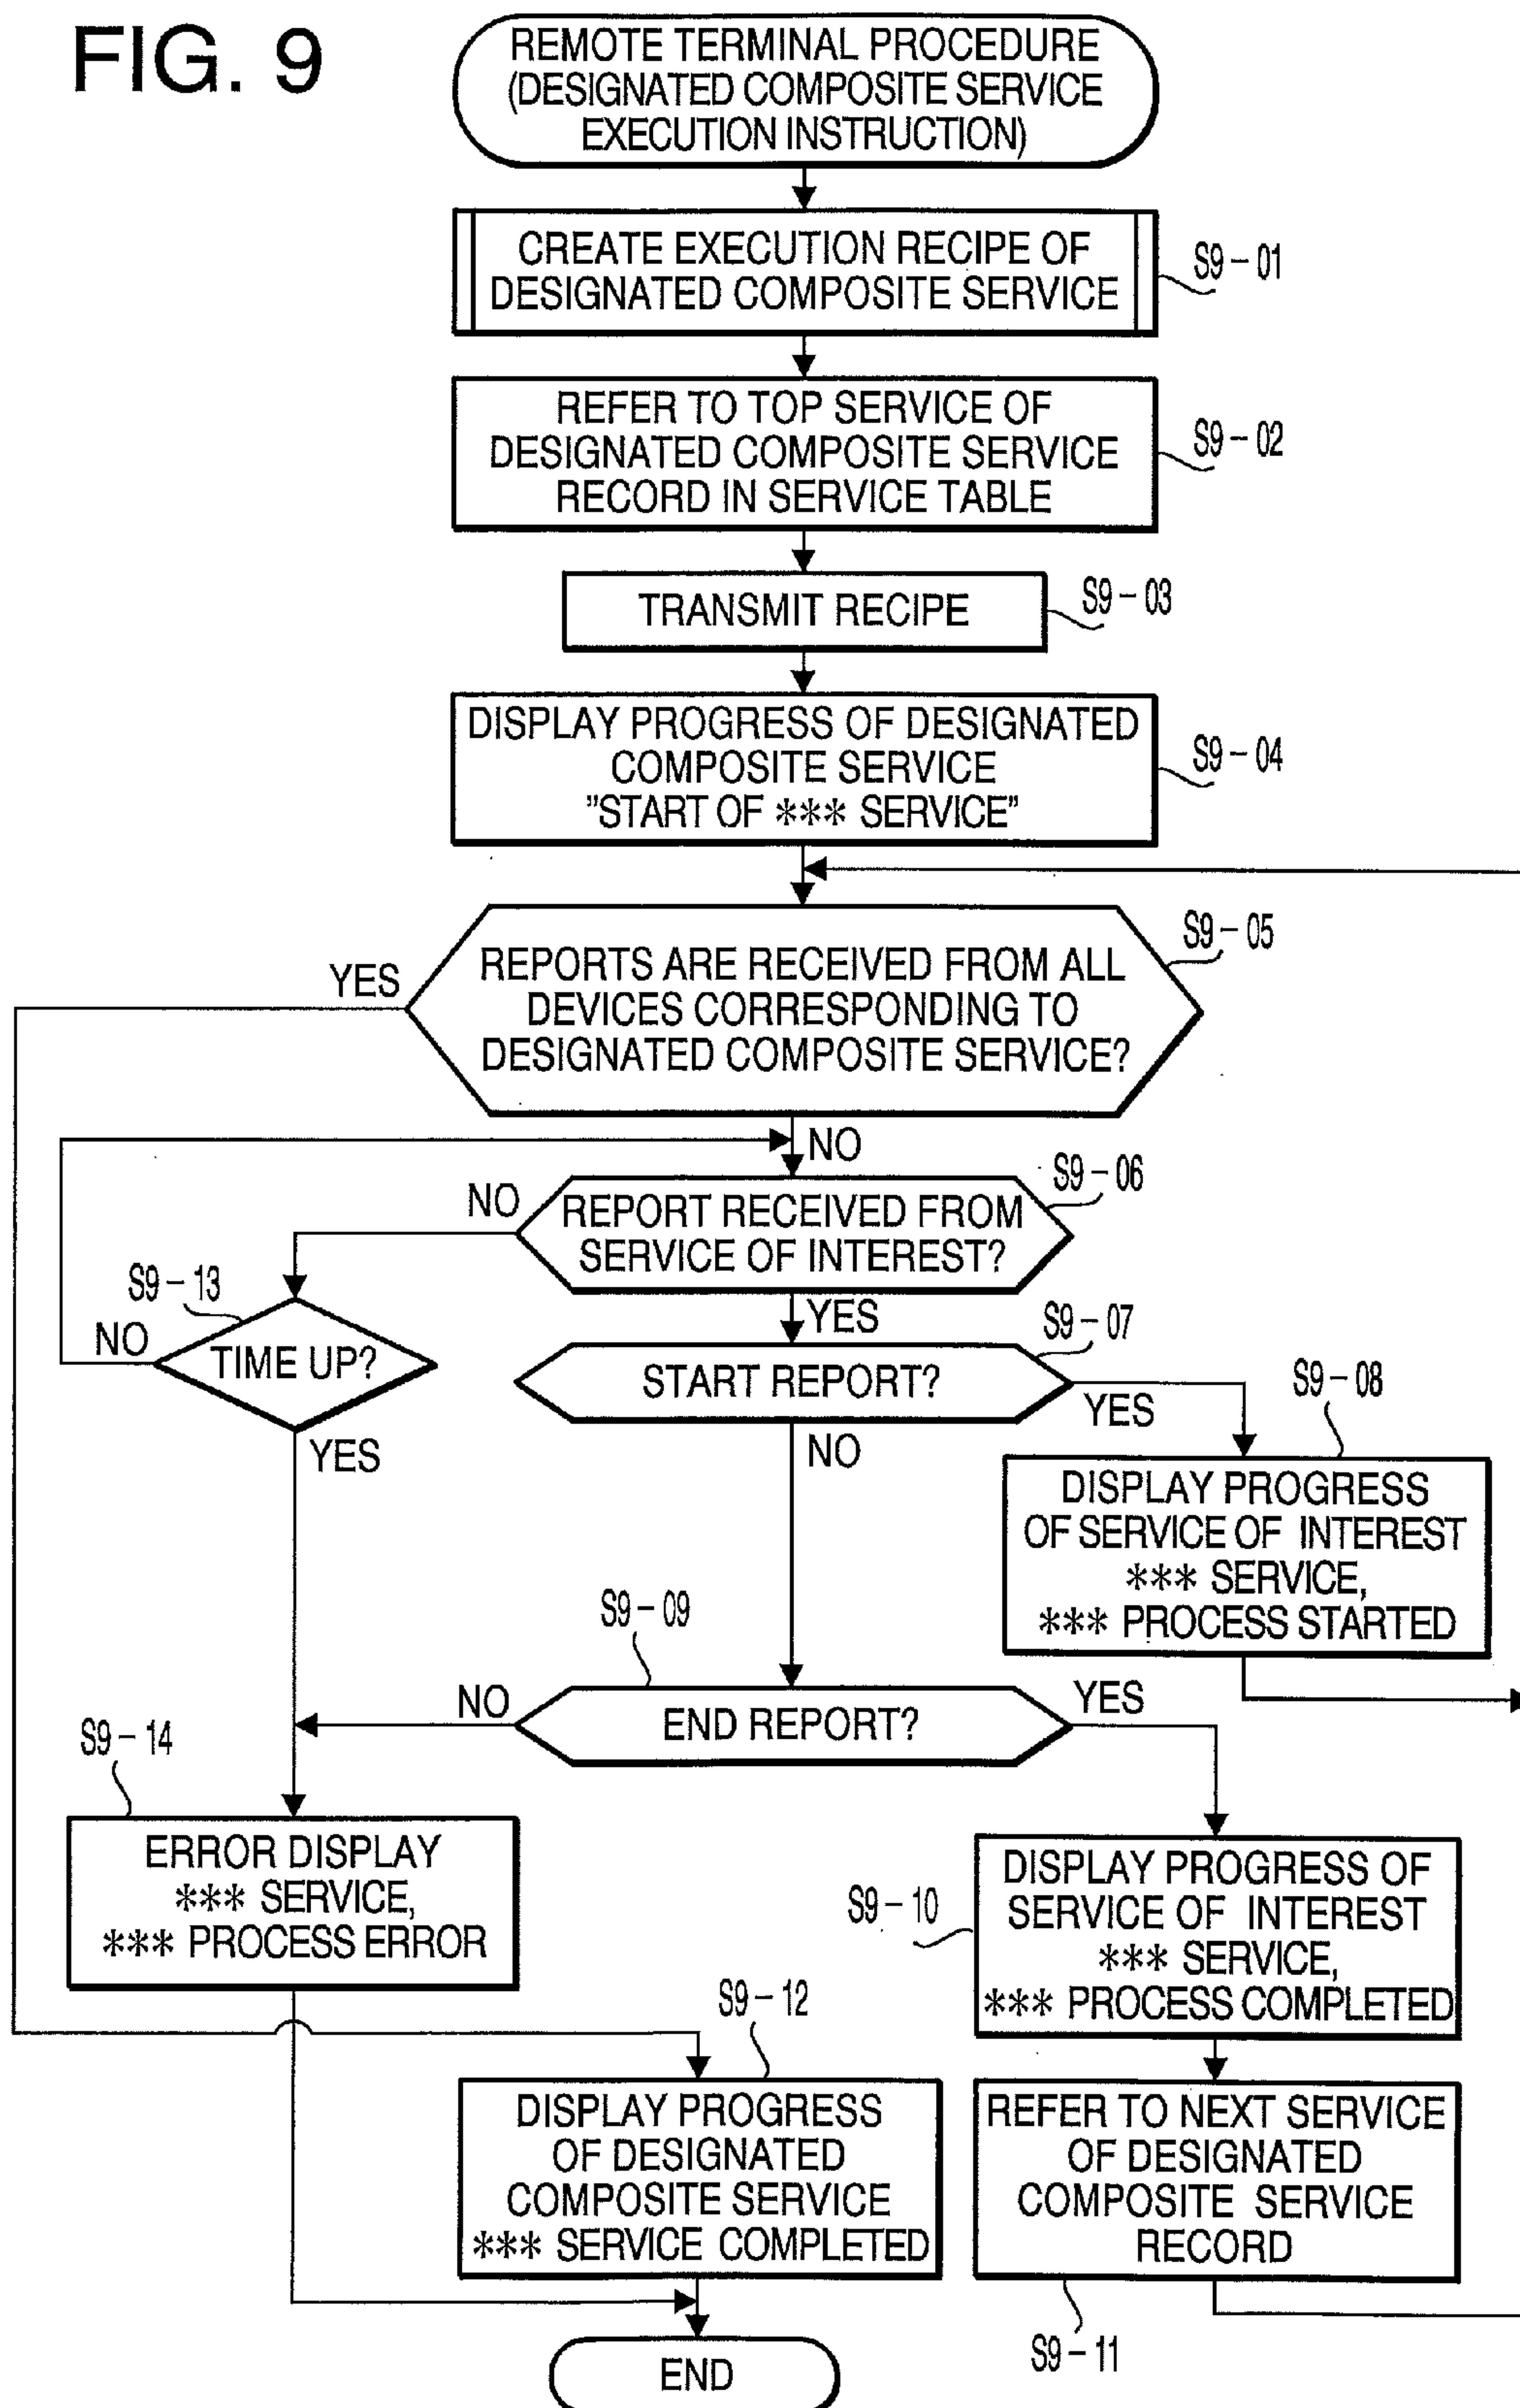 FIG. 9
REMOTE TERMINAL PROCEDURE
(DESIGNATED COMPOSITE SERVICE
EXECUTION INSTRUCTION)
CREATE EXECUTION RECIPE OF
DESIGNATED COMPOSITE SERVICE
S9-01
REFER TO TOP SERVICE OF
DESIGNATED COMPOSITE SERVICE
RECORD IN SERVICE TABLE
S9-02
TRANSMIT RECIPE
S9-03
DISPLAY PROGRESS OF DESIGNATED
COMPOSITE SERVICE
"START OF *** SERVICE"
S9-04
REPORTS ARE RECEIVED FROM ALL
DEVICES CORRESPONDING TO
DESIGNATED COMPOSITE SERVICE?
S9-05
YES
NO
REPORT RECEIVED FROM
SERVICE OF INTEREST?
S9-06
NO
YES
S9-13
TIME UP?
NO
YES
START REPORT?
S9-07
YES
NO
S9-08
DISPLAY PROGRESS
OF SERVICE OF INTEREST
*** SERVICE,
*** PROCESS STARTED
S9-09
END REPORT?
NO
YES
S9-14
ERROR DISPLAY
*** SERVICE,
*** PROCESS ERROR
S9-10
DISPLAY PROGRESS OF
SERVICE OF INTEREST
*** SERVICE,
*** PROCESS COMPLETED
S9-12
DISPLAY PROGRESS
OF DESIGNATED
COMPOSITE SERVICE
*** SERVICE COMPLETED
REFER TO NEXT SERVICE
OF DESIGNATED
COMPOSITE SERVICE
RECORD
S9-11
END